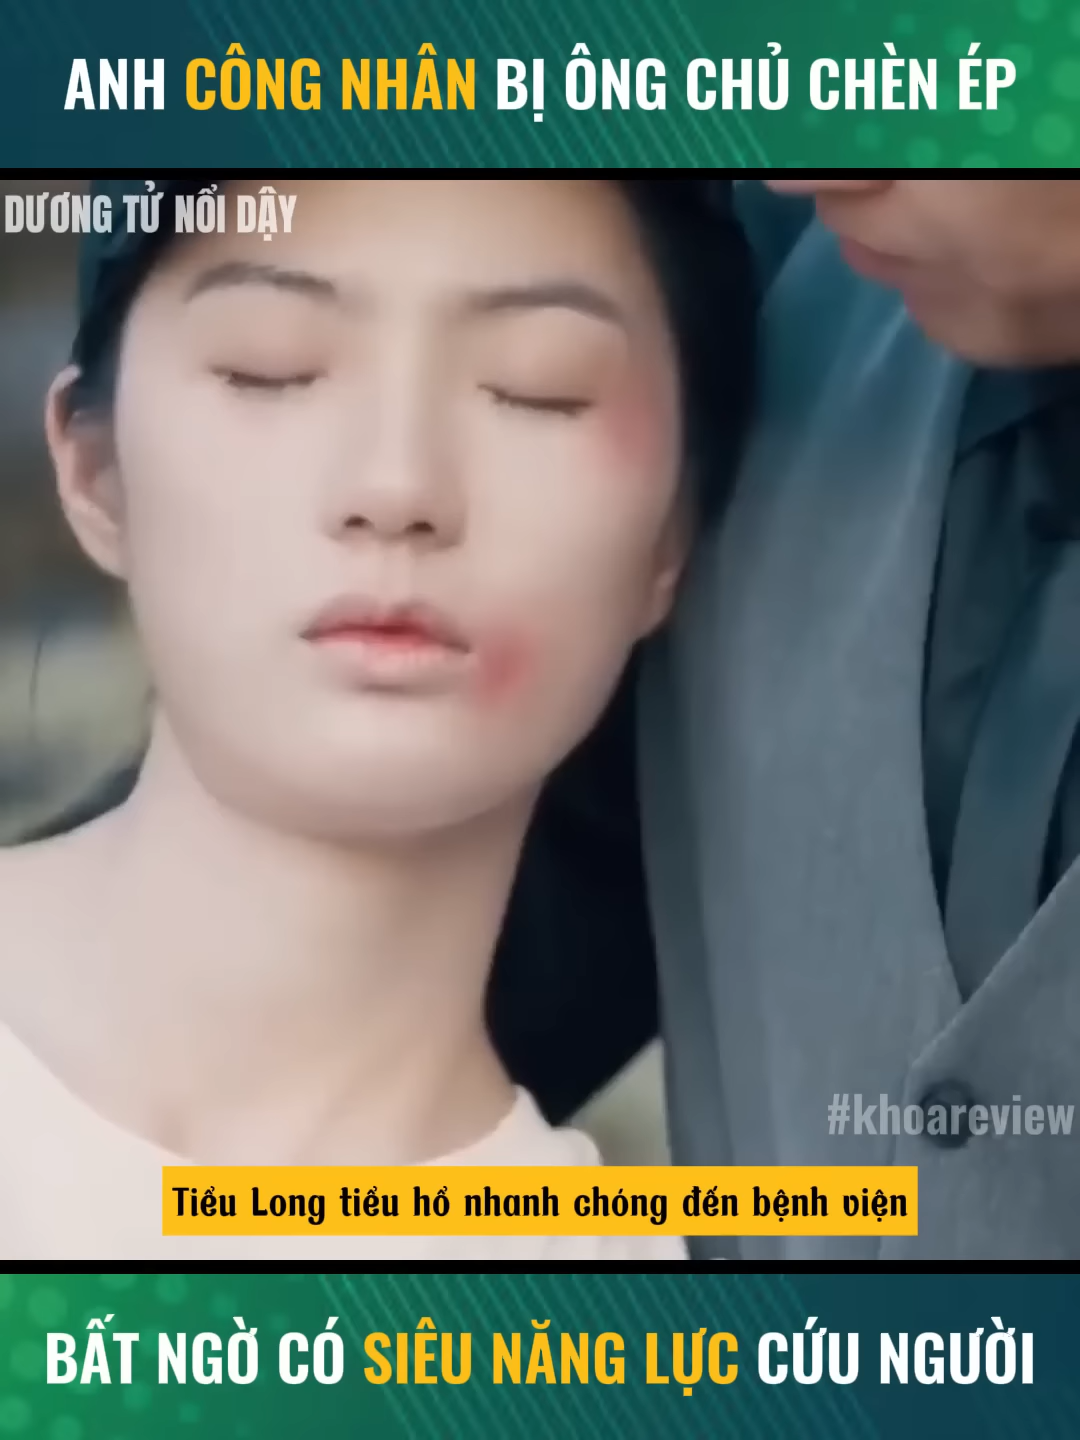 ANH CÔNG NHÂN BỊ ÔNG CHỦ CHÈN ÉP
DƯƠNG TỬ NỔI DẬY
#khoareview
Tiểu Long tiểu hổ nhanh chóng đến bệnh viện
BẤT NGỜ CÓ SIÊU NĂNG LỰC CỨU NGƯỜI